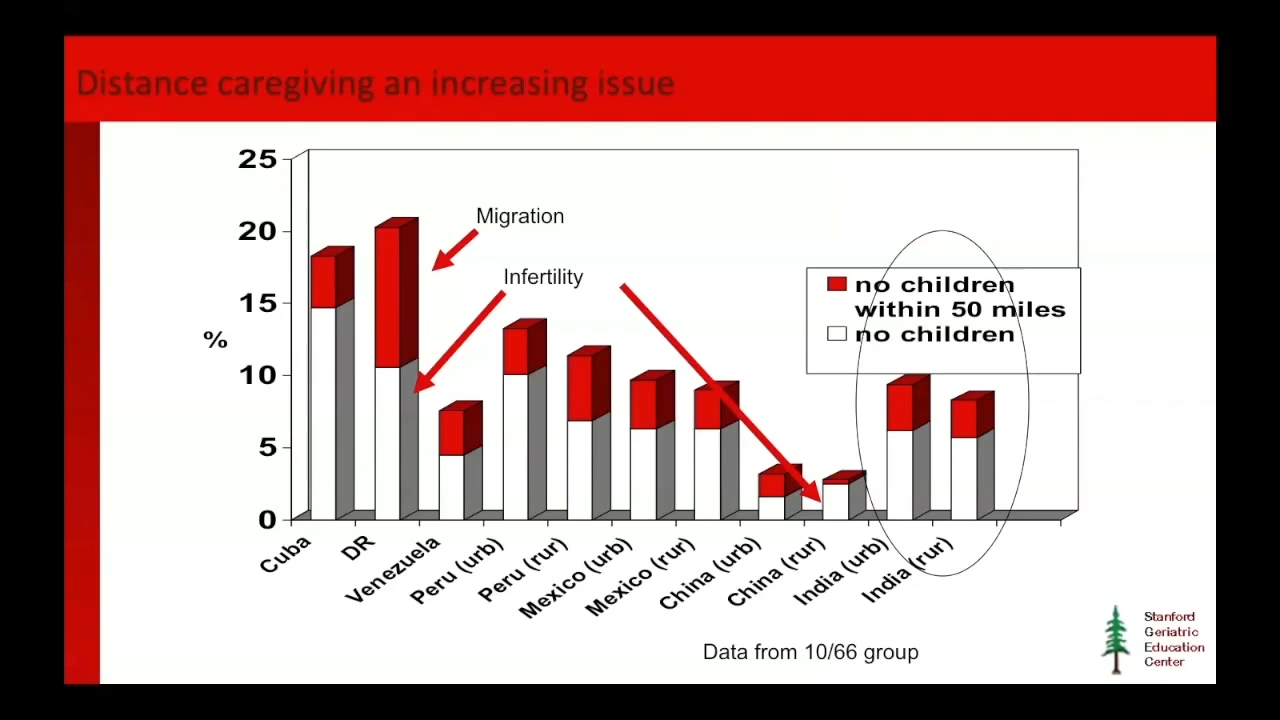 Distance caregiving an increasing issue
25
20
15
10
5
0
%
Migration
Infertility
no children
within 50 miles
no children
Cuba
DR
Venezuela
Peru (urb)
Peru (rur)
Mexico (urb)
Mexico (rur)
China (urb)
China (rur)
India (urb)
India (rur)
Data from 10/66 group
Stanford
Geriatric
Education
Center